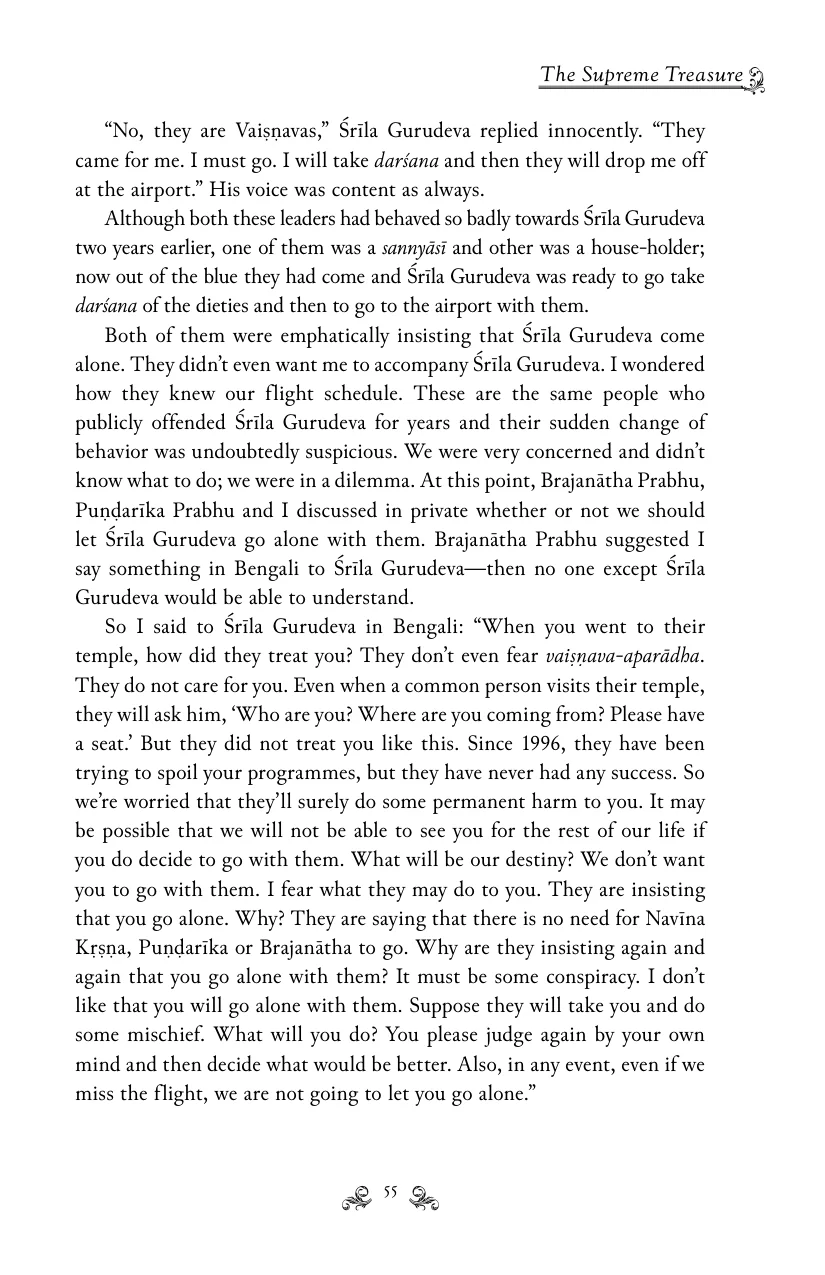 The Supreme Treasure
“No, they are Vaiṣṇavas,” Śrīla Gurudeva replied innocently. “They
came for me. I must go. I will take darśana and then they will drop me off
at the airport.” His voice was content as always.
Although both these leaders had behaved so badly towards Śrīla Gurudeva
two years earlier, one of them was a sannyāsī and other was a house-holder;
now out of the blue they had come and Śrīla Gurudeva was ready to go take
darśana of the dieties and then to go to the airport with them.
Both of them were emphatically insisting that Śrīla Gurudeva come
alone. They didn’t even want me to accompany Śrīla Gurudeva. I wondered
how they knew our flight schedule. These are the same people who
publicly offended Śrīla Gurudeva for years and their sudden change of
behavior was undoubtedly suspicious. We were very concerned and didn’t
know what to do; we were in a dilemma. At this point, Brajanātha Prabhu,
Puṇḍarīka Prabhu and I discussed in private whether or not we should
let Śrīla Gurudeva go alone with them. Brajanātha Prabhu suggested I
say something in Bengali to Śrīla Gurudeva—then no one except Śrīla
Gurudeva would be able to understand.
So I said to Śrīla Gurudeva in Bengali: “When you went to their
temple, how did they treat you? They don’t even fear vaiṣṇava-aparādha.
They do not care for you. Even when a common person visits their temple,
they will ask him, ‘Who are you? Where are you coming from? Please have
a seat.’ But they did not treat you like this. Since 1996, they have been
trying to spoil your programmes, but they have never had any success. So
we’re worried that they’ll surely do some permanent harm to you. It may
be possible that we will not be able to see you for the rest of our life if
you do decide to go with them. What will be our destiny? We don’t want
you to go with them. I fear what they may do to you. They are insisting
that you go alone. Why? They are saying that there is no need for Navīna
Kṛṣṇa, Puṇḍarīka or Brajanātha to go. Why are they insisting again and
again that you go alone with them? It must be some conspiracy. I don’t
like that you will go alone with them. Suppose they will take you and do
some mischief. What will you do? You please judge again by your own
mind and then decide what would be better. Also, in any event, even if we
miss the flight, we are not going to let you go alone.”
55